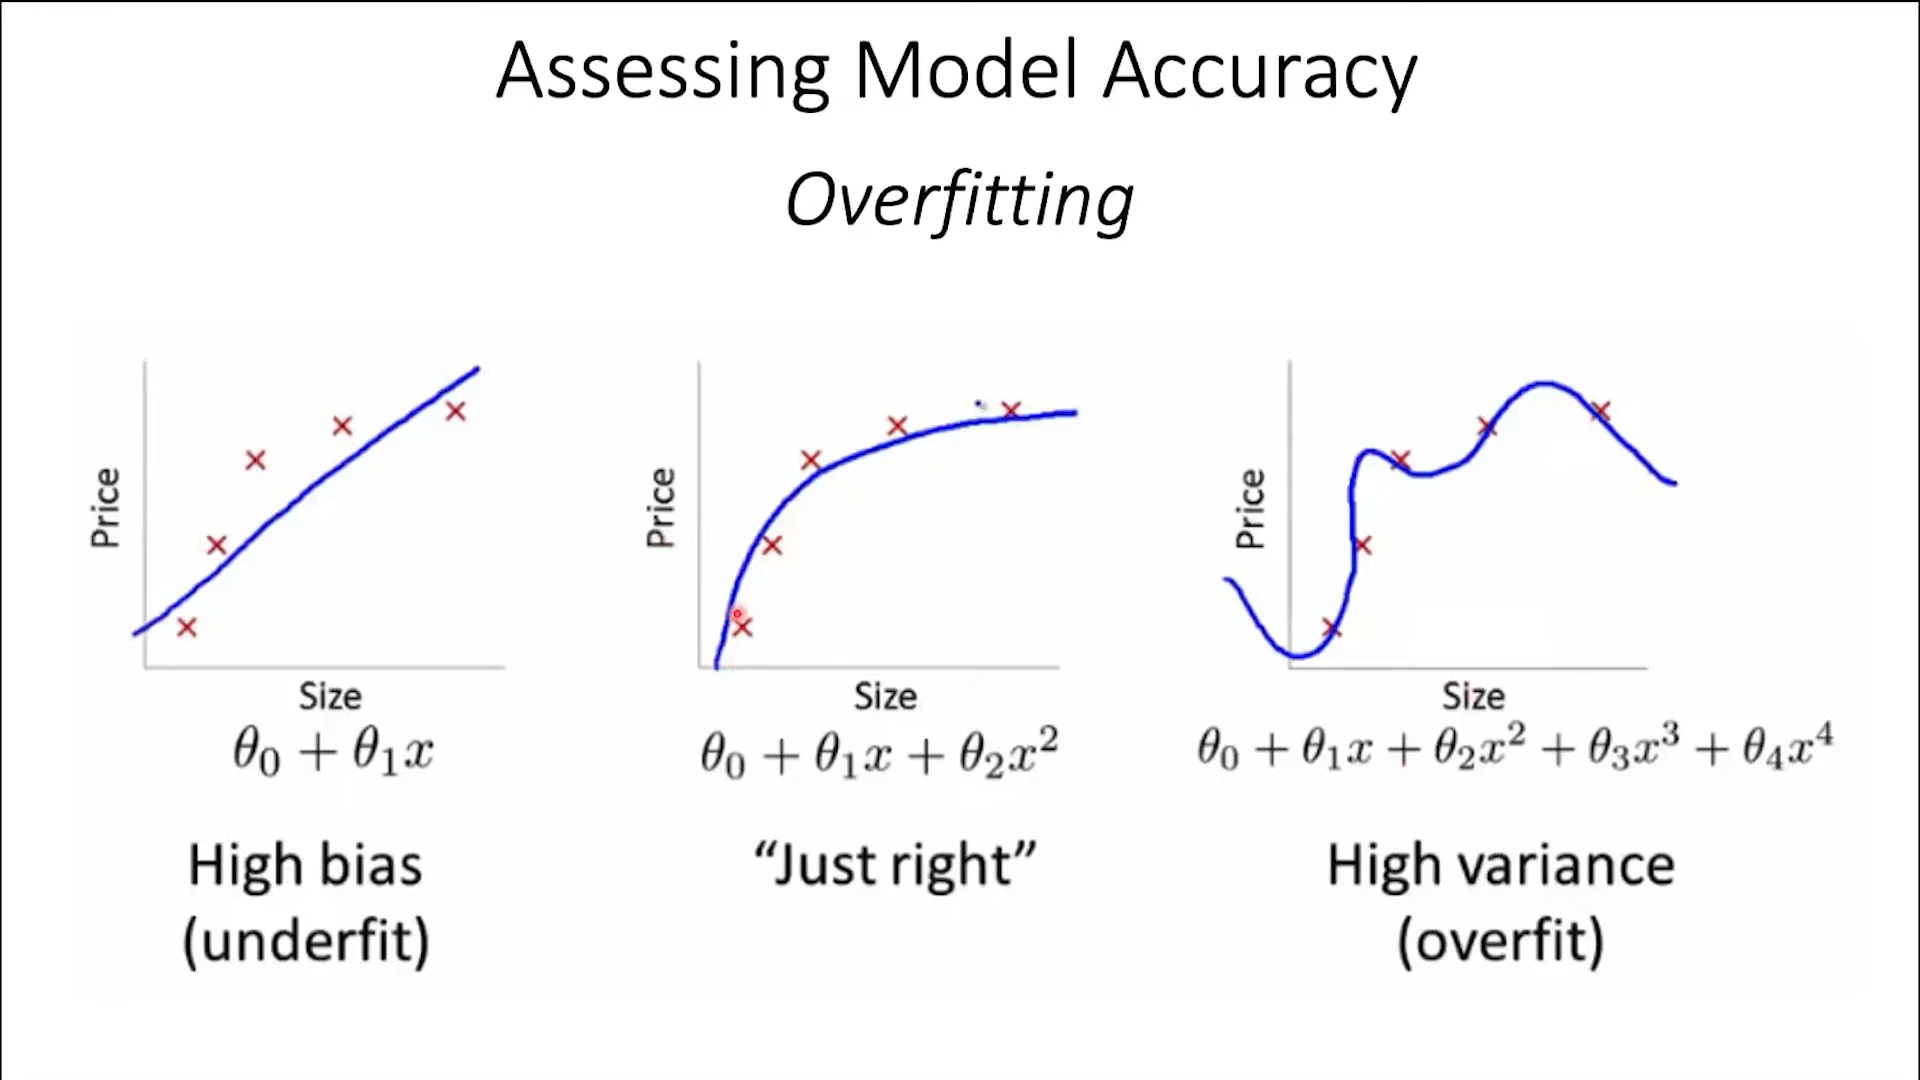 Assessing Model Accuracy
Overfitting
Price
Size
θ₀ + θ₁x
High bias
(underfit)
Price
Size
θ₀ + θ₁x + θ₂x²
“Just right”
Price
Size
θ₀ + θ₁x + θ₂x² + θ₃x³ + θ₄x⁴
High variance
(overfit)